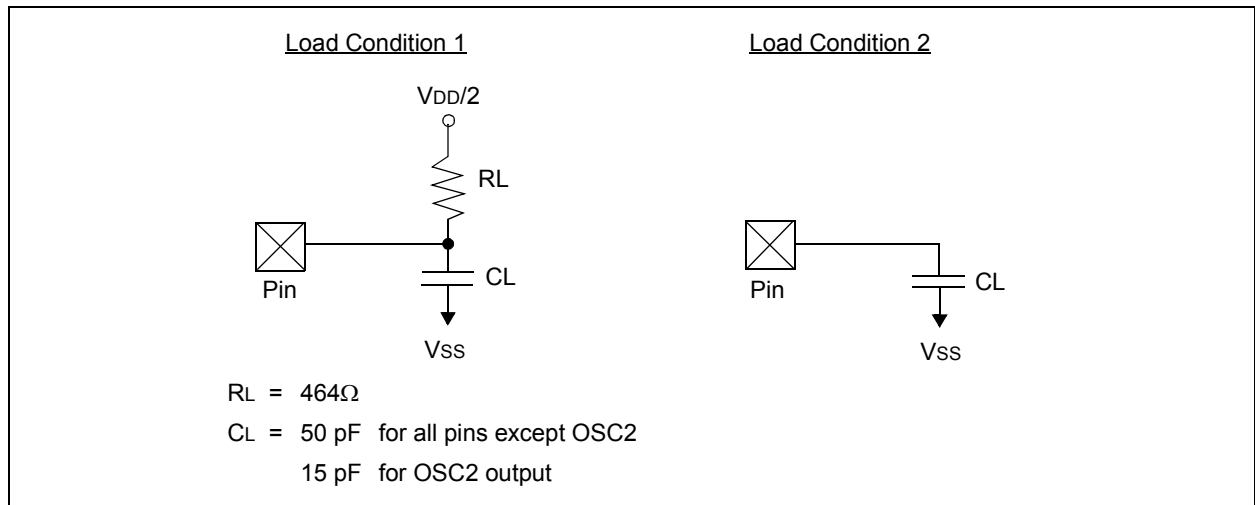 Load Condition 1
VDD/2
RL
Pin
CL
VSS
Load Condition 2
Pin
CL
VSS
RL = 464Ω
CL = 50 pF for all pins except OSC2
15 pF for OSC2 output